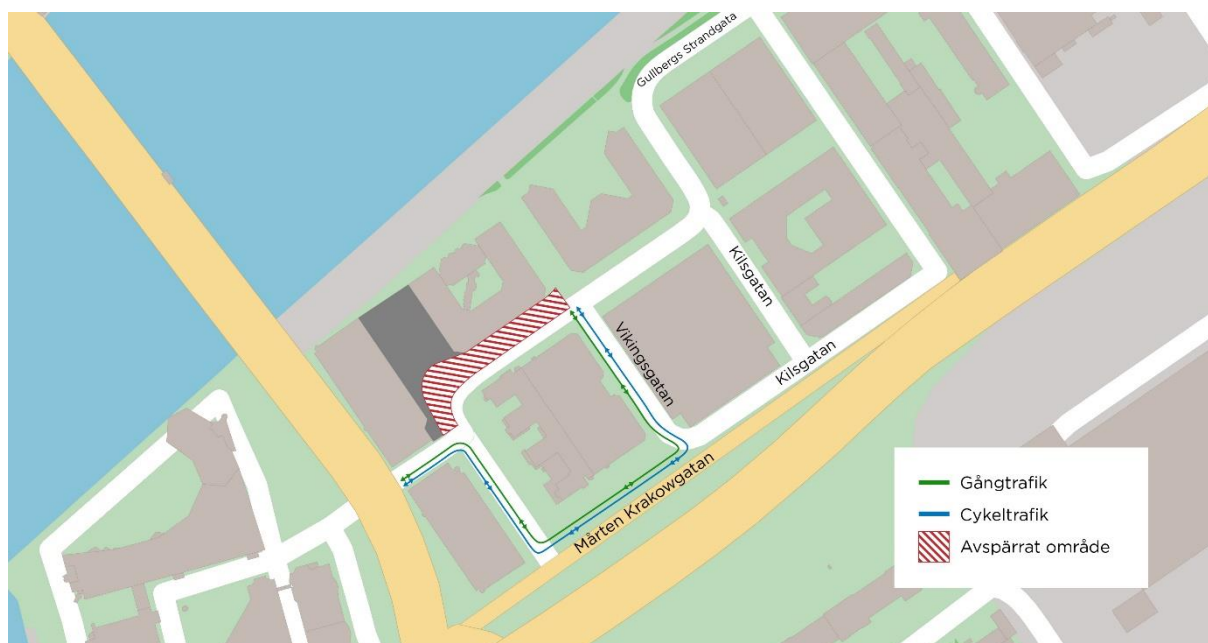 Gullbergs Strandgata
Kilsgatan
Vikingsgatan
Kilsgatan
Mårten Krakowgatan
Gångtrafik
Cykeltrafik
Avspärrat område